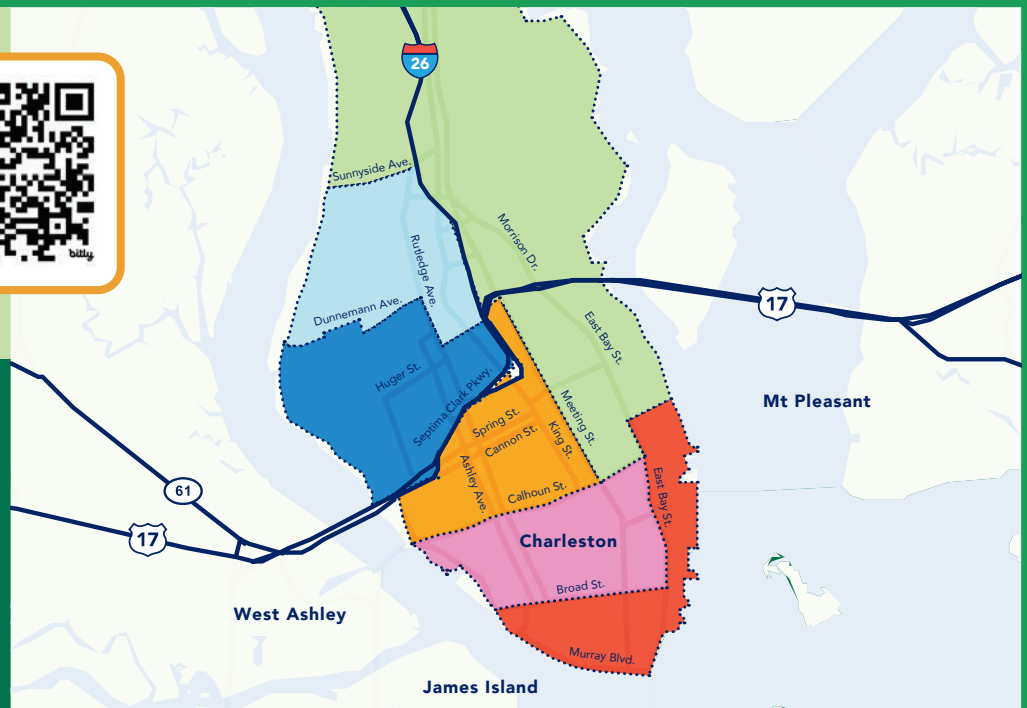 26
Sunnyside Ave.
Rutledge Ave.
Morrison Dr.
bitly
Dunnemann Ave.
17
East Bay St.
Huger St.
Septima Clark Pkwy.
Mt Pleasant
Spring St.
Cannon St.
King St.
Meeting St.
Ashley Ave.
Calhoun St.
East Bay St.
61
17
Charleston
Broad St.
West Ashley
Murray Blvd.
James Island